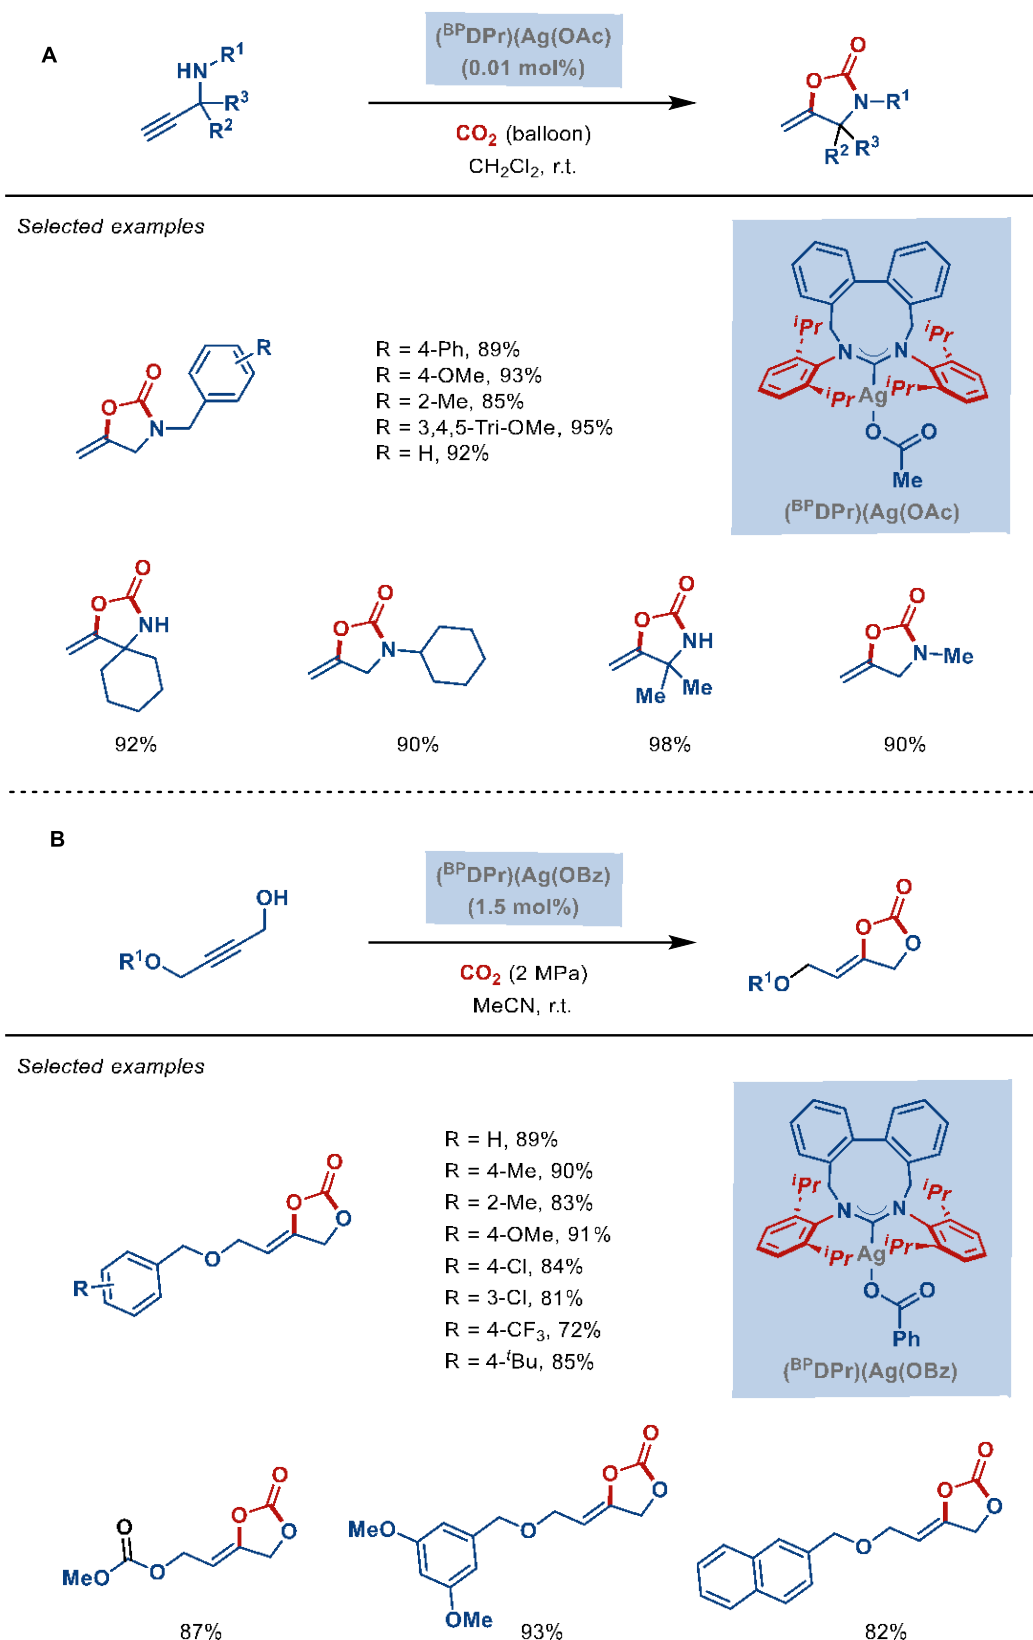 A
HN
R¹
R³
R²
(ᴮᴾDPr)(Ag(OAc)
(0.01 mol%)
CO₂ (balloon)
CH₂Cl₂, r.t.
O
O
N
R¹
R²
R³
Selected examples
O
O
N
R
R = 4-Ph, 89%
R = 4-OMe, 93%
R = 2-Me, 85%
R = 3,4,5-Tri-OMe, 95%
R = H, 92%
ⁱPr
ⁱPr
N
N
ⁱPr
Ag
ⁱPr
O
O
Me
(ᴮᴾDPr)(Ag(OAc)
O
O
NH
92%
O
O
N
90%
O
O
NH
Me
Me
98%
O
O
N
Me
90%
B
OH
R¹O
(ᴮᴾDPr)(Ag(OBz)
(1.5 mol%)
CO₂ (2 MPa)
MeCN, r.t.
O
O
O
R¹O
Selected examples
O
O
O
O
R
R = H, 89%
R = 4-Me, 90%
R = 2-Me, 83%
R = 4-OMe, 91%
R = 4-Cl, 84%
R = 3-Cl, 81%
R = 4-CF₃, 72%
R = 4-ᵗBu, 85%
ⁱPr
ⁱPr
N
N
ⁱPr
Ag
ⁱPr
O
O
Ph
(ᴮᴾDPr)(Ag(OBz)
O
O
O
O
MeO
O
87%
O
O
O
MeO
O
OMe
93%
O
O
O
O
82%